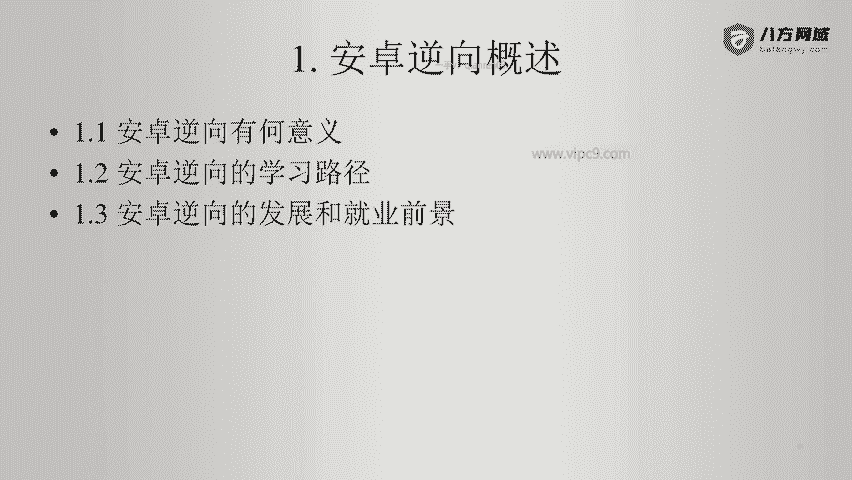 八方网域
bafangwy.com
1. 安卓逆向概述
• 1.1 安卓逆向有何意义
www.vipc9.com
• 1.2 安卓逆向的学习路径
• 1.3 安卓逆向的发展和就业前景